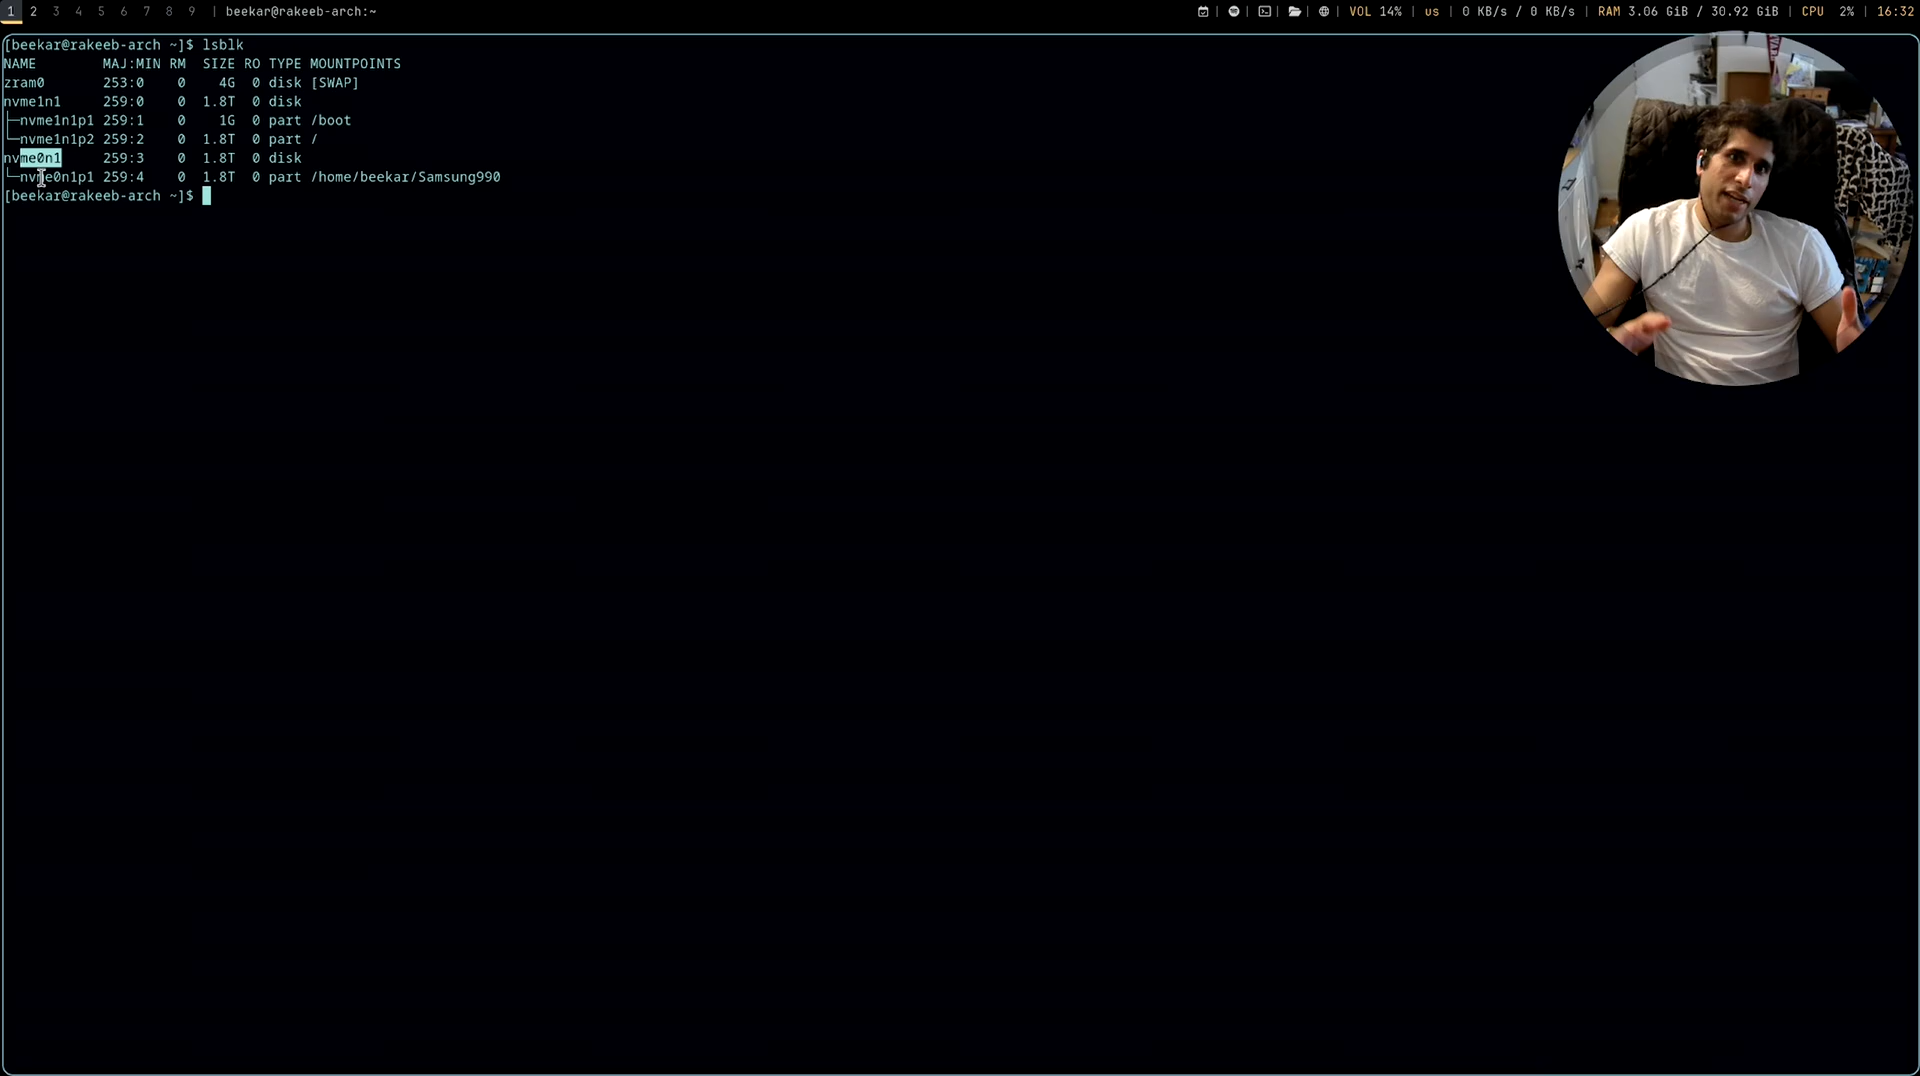 1 2 3 4 5 6 7 8 9 | beekar@rakeeb-arch:~ | | | | | VOL 14% | us | 0 KB/s / 0 KB/s | RAM 3.06 GiB / 30.92 GiB | CPU 2% | 16:32
[beekar@rakeeb-arch ~]$ lsblk
NAME        MAJ:MIN RM  SIZE RO TYPE MOUNTPOINTS
zram0       253:0    0    4G  0 disk [SWAP]
nvme1n1     259:0    0  1.8T  0 disk
├─nvme1n1p1 259:1    0    1G  0 part /boot
└─nvme1n1p2 259:2    0  1.8T  0 part /
nvme0n1     259:3    0  1.8T  0 disk
└─nvme0n1p1 259:4    0  1.8T  0 part /home/beekar/Samsung990
[beekar@rakeeb-arch ~]$